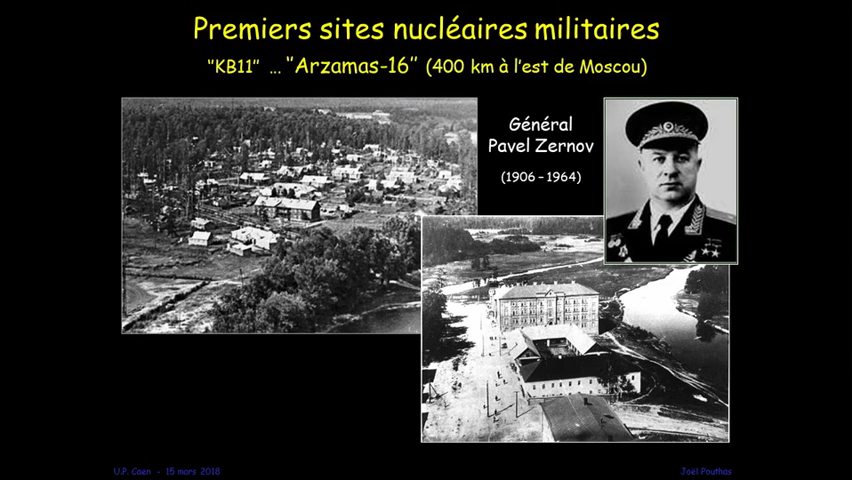 Premiers sites nucléaires militaires
"KB11" ... "Arzamas-16" (400 km à l'est de Moscou)
Général
Pavel Zernov
(1906 – 1964)
U.P. Caen - 15 mars 2018
Joël Pouthas